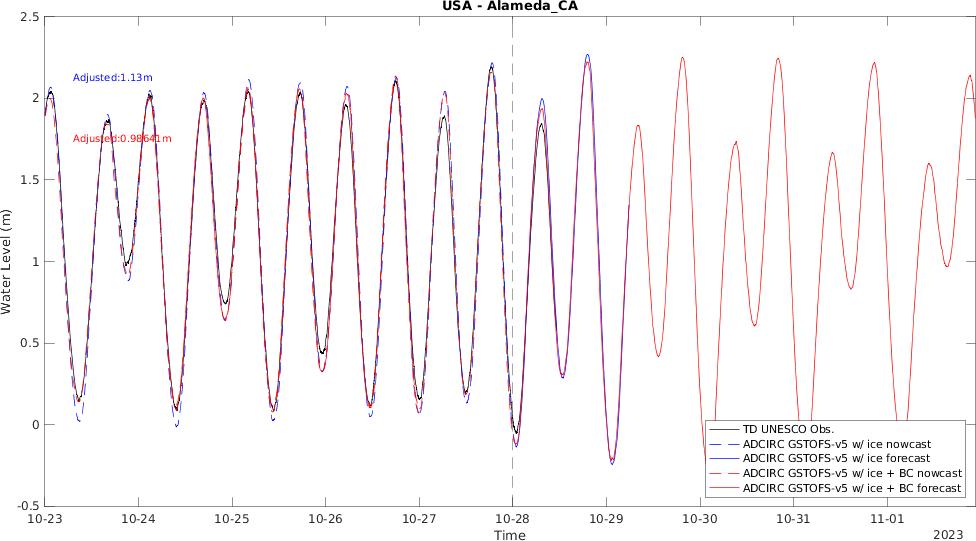 USA - Alameda_CA
2.5
2
1.5
1
0.5
0
-0.5
Water Level (m)
Adjusted:1.13m
Adjusted:0.98641m
TD UNESCO Obs.
ADCIRC GSTOFS-v5 w/ ice nowcast
ADCIRC GSTOFS-v5 w/ ice forecast
ADCIRC GSTOFS-v5 w/ ice + BC nowcast
ADCIRC GSTOFS-v5 w/ ice + BC forecast
10-23 10-24 10-25 10-26 10-27 10-28 10-29 10-30 10-31 11-01
Time
2023